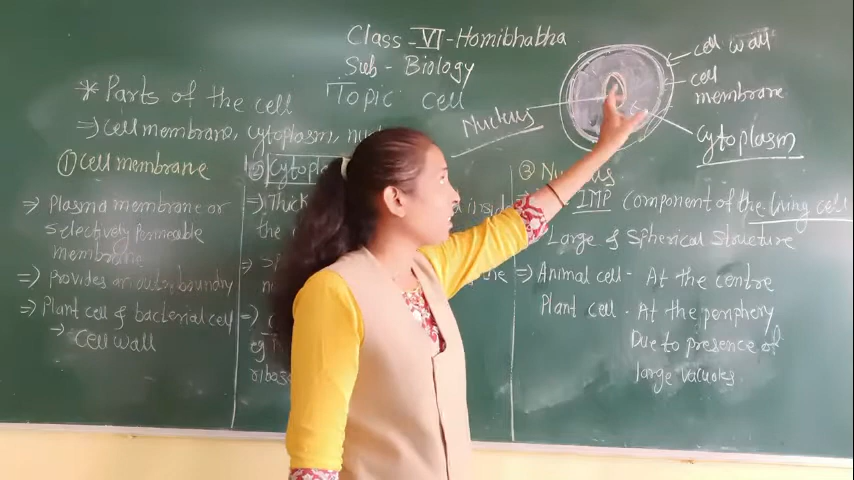 Class - VI - Homibhabha
Sub - Biology
Topic Cell
* Parts of the cell
⇒ Cell membrane, cytoplasm,
① Cell membrane
⇒ Plasma membrane or
selectively permeable
membrane
⇒ Provides an outer boundry
⇒ Plant cell & bacterial cell
→ Cell wall
②
⇒ Thick
the
⇒
③
IMP component of the living cell
Large & Spherical Structure
⇒ Animal cell - At the centre
Plant cell - At the periphery
Due to presence of
large vacuoles.
Nucleus
cell wall
cell
membrane
Cytoplasm